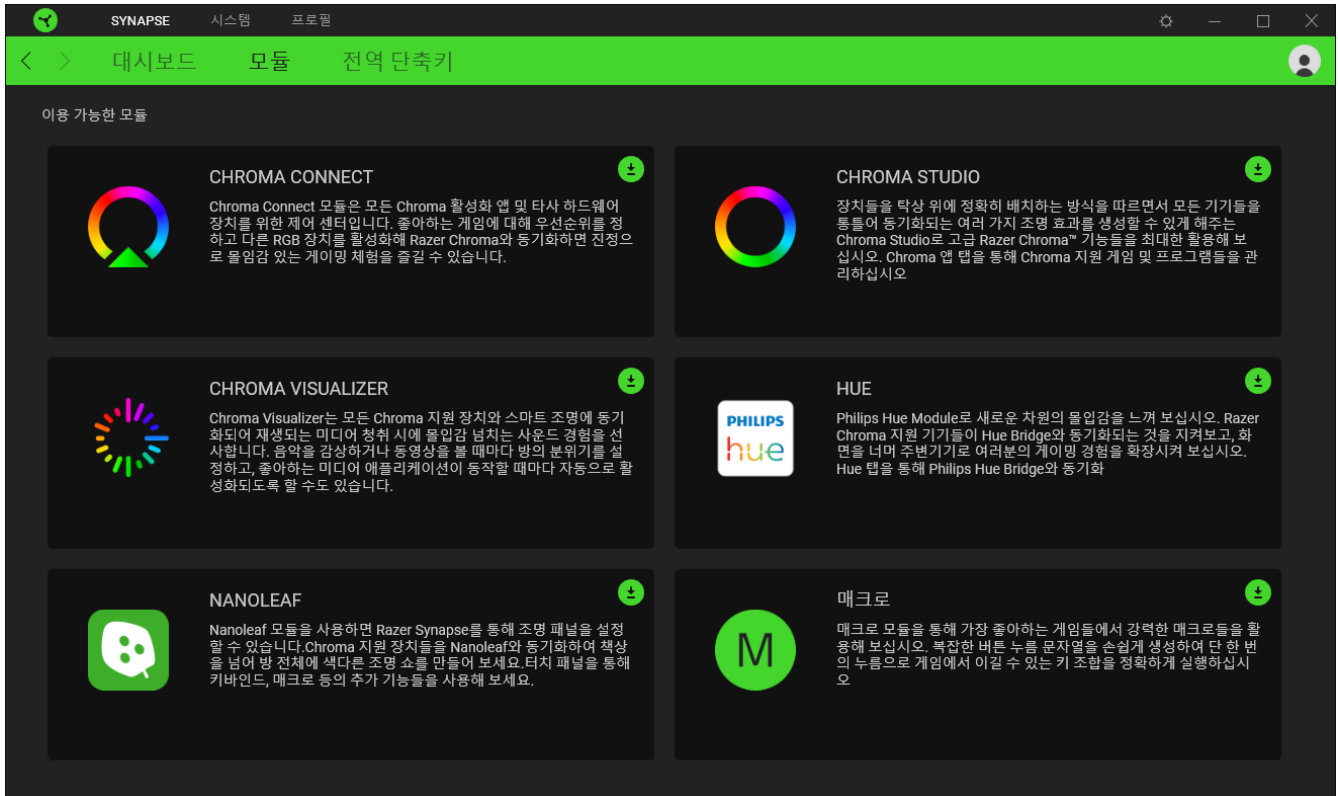 SYNAPSE 시스템 프로필
대시보드 모듈 전역 단축키
이용 가능한 모듈
CHROMA CONNECT
Chroma Connect 모듈은 모든 Chroma 활성화 앱 및 타사 하드웨어
장치를 위한 제어 센터입니다. 좋아하는 게임에 대해 우선순위를 정
하고 다른 RGB 장치를 활성화해 Razer Chroma와 동기화하면 진정으
로 몰입감 있는 게이밍 체험을 즐길 수 있습니다.
CHROMA STUDIO
장치들을 탁상 위에 정확히 배치하는 방식을 따르면서 모든 기기들을
통틀어 동기화되는 여러 가지 조명 효과를 생성할 수 있게 해주는
Chroma Studio로 고급 Razer Chroma™ 기능들을 최대한 활용해 보
십시오. Chroma 앱 탭을 통해 Chroma 지원 게임 및 프로그램들을 관
리하십시오
CHROMA VISUALIZER
Chroma Visualizer는 모든 Chroma 지원 장치와 스마트 조명에 동기
화되어 재생되는 미디어 청취 시에 몰입감 넘치는 사운드 경험을 선
사합니다. 음악을 감상하거나 동영상을 볼 때마다 방의 분위기를 설
정하고, 좋아하는 미디어 애플리케이션이 동작할 때마다 자동으로 활
성화되도록 할 수도 있습니다.
PHILIPS
hue
HUE
Philips Hue Module로 새로운 차원의 몰입감을 느껴 보십시오. Razer
Chroma 지원 기기들이 Hue Bridge와 동기화되는 것을 지켜보고, 화
면을 너머 주변기기로 여러분의 게이밍 경험을 확장시켜 보십시오.
Hue 탭을 통해 Philips Hue Bridge와 동기화
NANOLEAF
Nanoleaf 모듈을 사용하면 Razer Synapse를 통해 조명 패널을 설정
할 수 있습니다.Chroma 지원 장치들을 Nanoleaf와 동기화하여 책상
을 넘어 방 전체에 색다른 조명 쇼를 만들어 보세요.터치 패널을 통해
키바인드, 매크로 등의 추가 기능들을 사용해 보세요.
M
매크로
매크로 모듈을 통해 가장 좋아하는 게임들에서 강력한 매크로들을 활
용해 보십시오. 복잡한 버튼 누름 문자열을 손쉽게 생성하여 단 한 번
의 누름으로 게임에서 이길 수 있는 키 조합을 정확하게 실행하십시
오